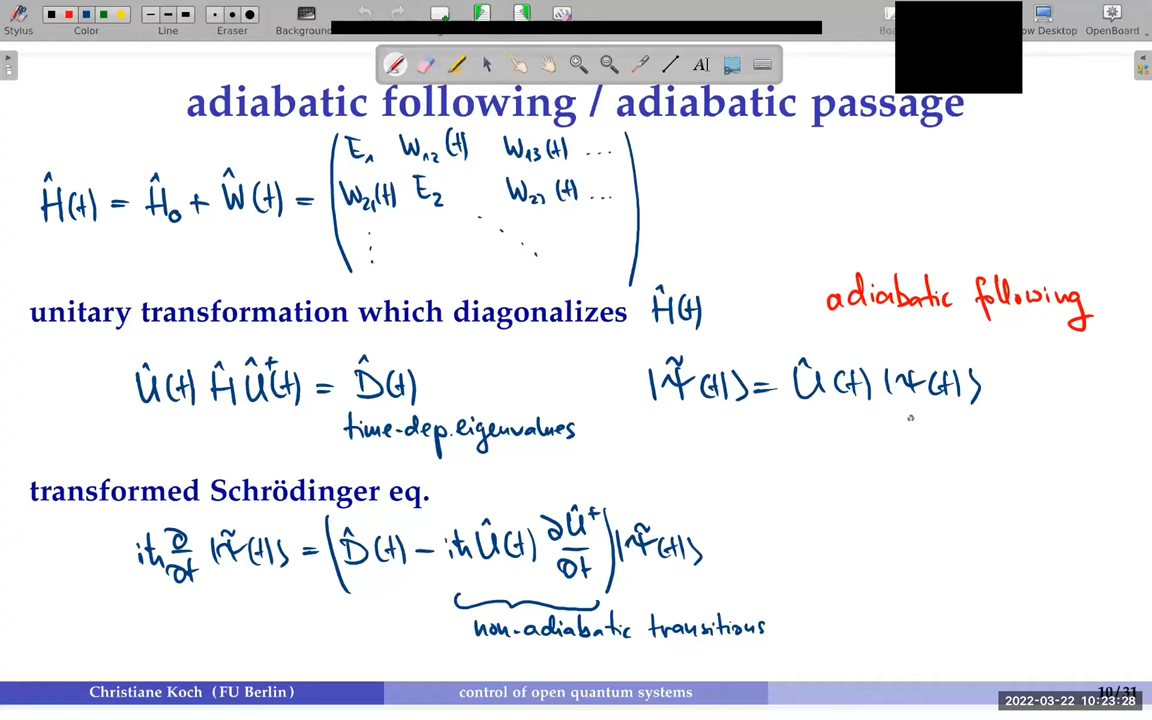 Stylus Color Line Eraser Background Desktop OpenBoard
adiabatic following / adiabatic passage
Ĥ(t) = Ĥ₀ + Ŵ(t) = ( E₁ W₁₂(t) W₁₃(t) ...
W₂₁(t) E₂ W₂₃(t) ...
⋮ ⋱ )
unitary transformation which diagonalizes Ĥ(t)
adiabatic following
Û(t) Ĥ Û⁺(t) = D̂(t)
|Ψ̃(t)⟩ = Û(t) |Ψ(t)⟩
time-dep. eigenvalues
transformed Schrödinger eq.
iħ ∂/∂t |Ψ̃(t)⟩ = (D̂(t) − iħ Û(t) ∂Û⁺/∂t) |Ψ̃(t)⟩
non-adiabatic transitions
Christiane Koch (FU Berlin) control of open quantum systems 10/31
2022-03-22 10:23:28